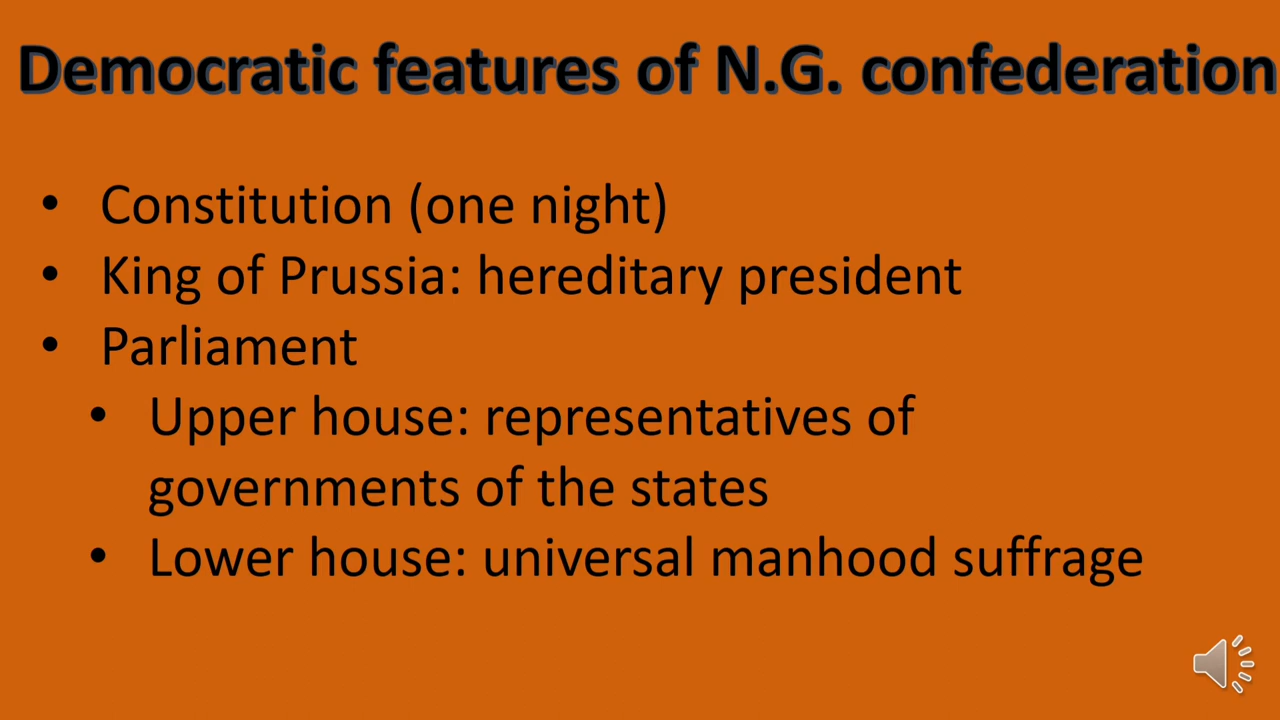 Democratic features of N.G. confederation
• Constitution (one night)
• King of Prussia: hereditary president
• Parliament
• Upper house: representatives of
governments of the states
• Lower house: universal manhood suffrage